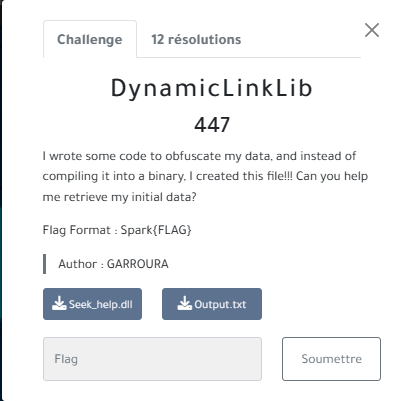 Challenge 12 résolutions
DynamicLinkLib
447
I wrote some code to obfuscate my data, and instead of
compiling it into a binary, I created this file!!! Can you help
me retrieve my initial data?
Flag Format : Spark{FLAG}
Author : GARROURA
Seek_help.dll Output.txt
Flag Soumettre